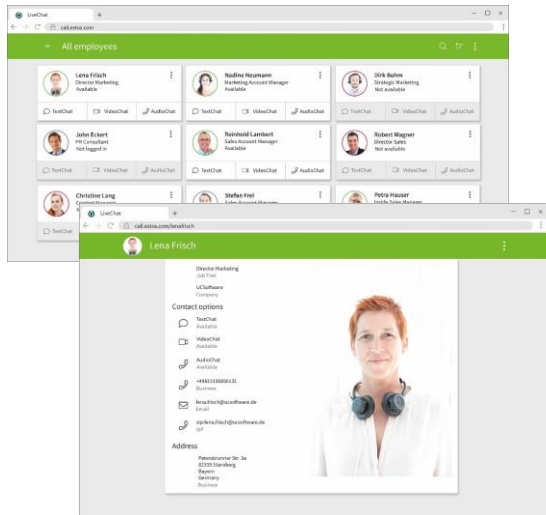 LiveChat
call.estos.com
All employees
Lena Frisch
Director Marketing
Available
TextChat
VideoChat
AudioChat
Nadine Neumann
Marketing Account Manager
Available
TextChat
VideoChat
AudioChat
Dirk Bohm
Strategic Marketing
Not available
TextChat
VideoChat
AudioChat
John Eckert
PR Consultant
Not logged in
TextChat
VideoChat
AudioChat
Reinhold Lambert
Sales Account Manager
Available
TextChat
VideoChat
AudioChat
Robert Wagner
Director Sales
Not available
TextChat
VideoChat
AudioChat
Christine Lang
TextChat
Stefan Frei
Sales Account Manager
Petra Hauser
Inside Sales Manager
LiveChat
call.estos.com/lenafrisch
Lena Frisch
Director Marketing
Job Titel
UCSoftware
Company
Contact options
TextChat
Available
VideoChat
Available
AudioChat
Available
Business
lena.frisch@ucsoftware.de
Email
sip:lena.frisch@ucsoftware.de
SIP
Address
Petersbrunner Str. 3a
82319 Starnberg
Bayern
Germany
Business